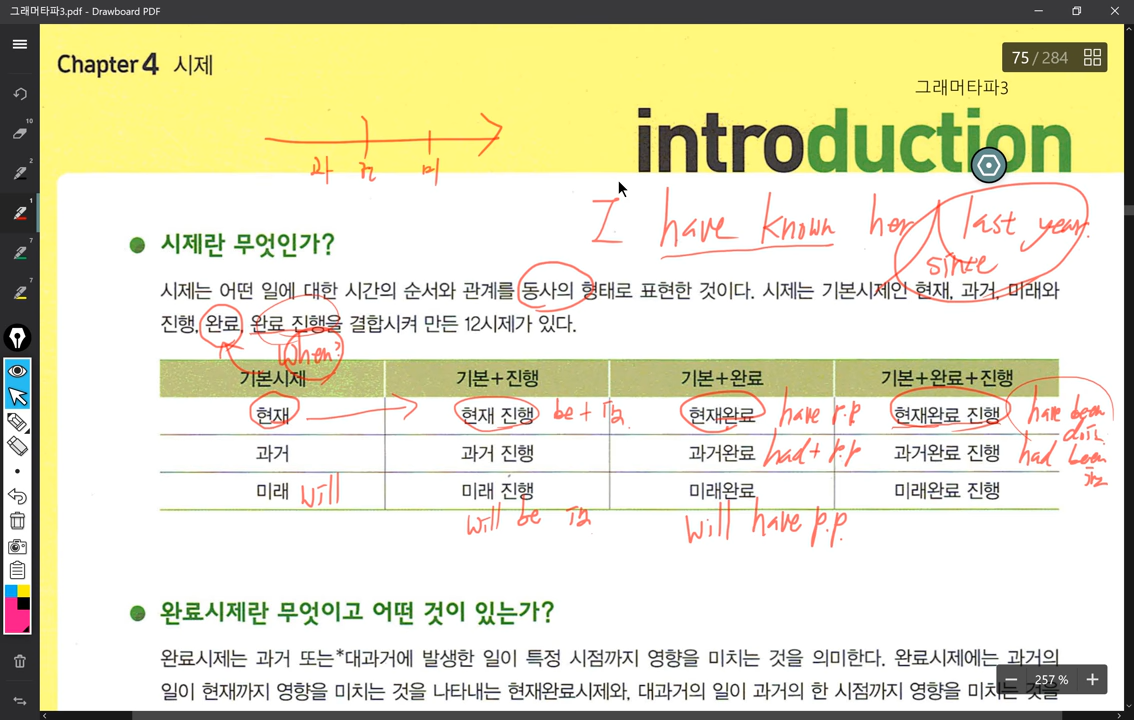 그래머타파3.pdf - Drawboard PDF
Chapter 4 시제
75 / 284
그래머타파3
introduction
과 현 미
I have known her last year.
since
시제란 무엇인가?
시제는 어떤 일에 대한 시간의 순서와 관계를 동사의 형태로 표현한 것이다. 시제는 기본시제인 현재, 과거, 미래와
진행, 완료, 완료 진행을 결합시켜 만든 12시제가 있다.
When?
기본시제 기본+진행 기본+완료 기본+완료+진행
현재 현재 진행 be + ing 현재완료 have p.p 현재완료 진행 have been
doing
과거 과거 진행 과거완료 had + p.p 과거완료 진행 had been
ing
미래 will 미래 진행 미래완료 미래완료 진행
will be ing will have p.p.
완료시제란 무엇이고 어떤 것이 있는가?
완료시제는 과거 또는*대과거에 발생한 일이 특정 시점까지 영향을 미치는 것을 의미한다. 완료시제에는 과거의
일이 현재까지 영향을 미치는 것을 나타내는 현재완료시제와, 대과거의 일이 과거의 한 시점까지 영향을 미치는 것을
257 %
10
2
1
7
7